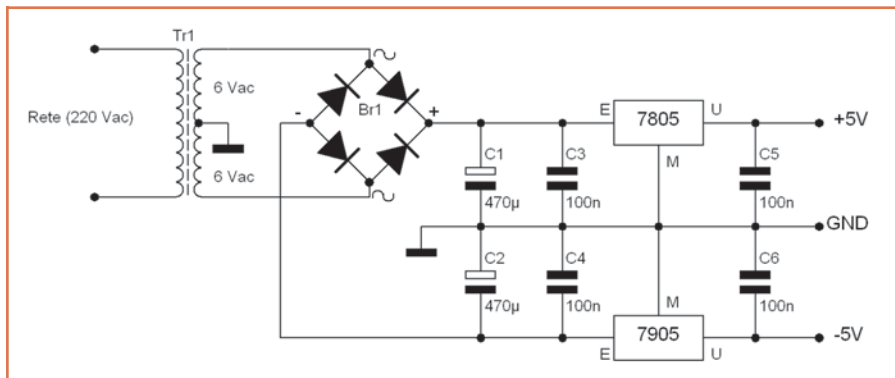 Tr1
6 Vac
Rete (220 Vac)
6 Vac
-
Br1
+
E
7805
U
+5V
M
C1
470µ
C3
100n
C5
100n
GND
C2
470µ
C4
100n
C6
100n
M
E
7905
U
-5V